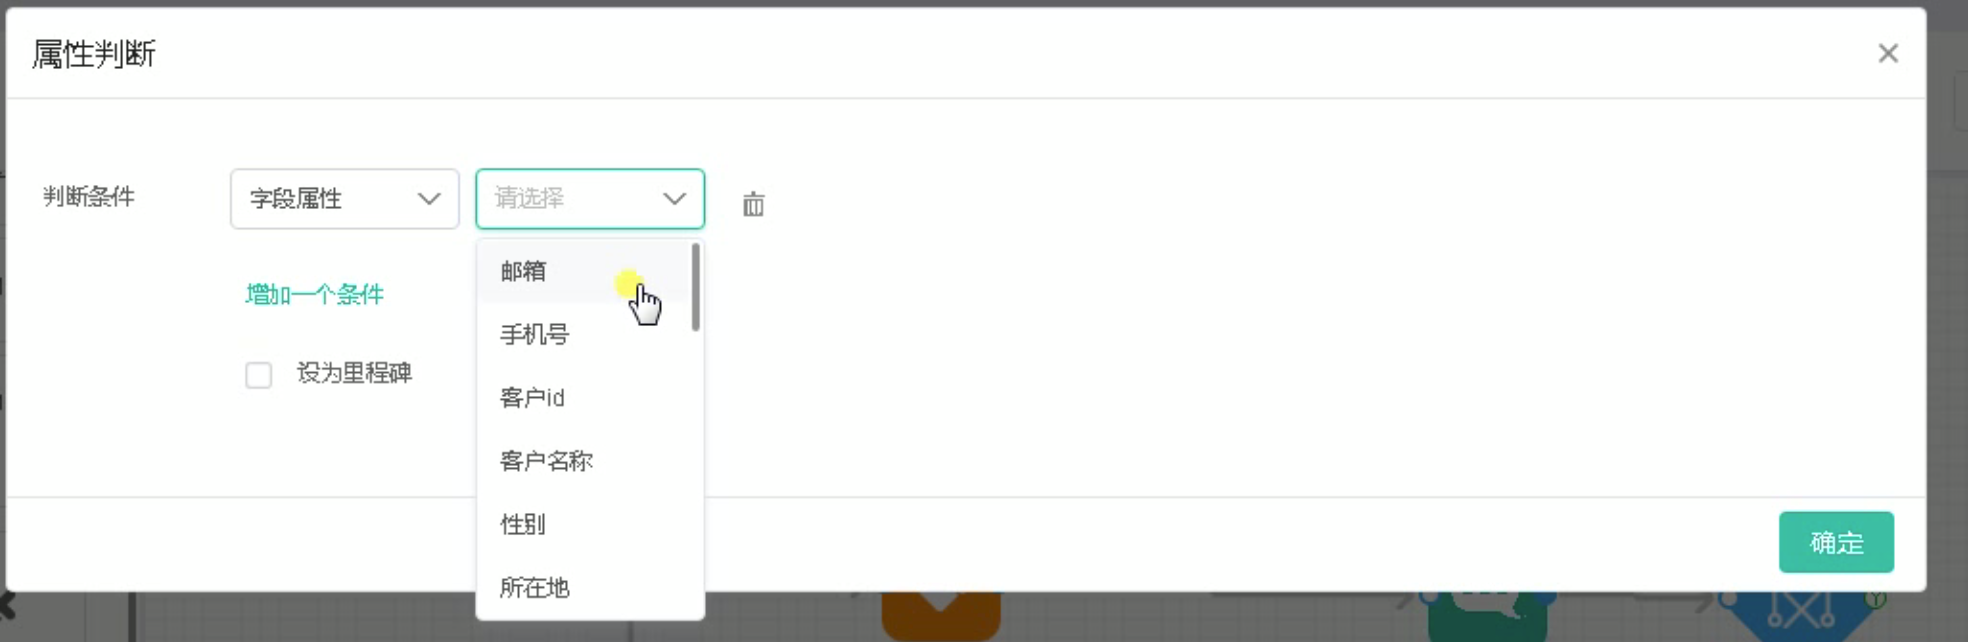 属性判断
判断条件
字段属性
请选择
增加一个条件
设为里程碑
邮箱
手机号
客户id
客户名称
性别
所在地
确定
Y